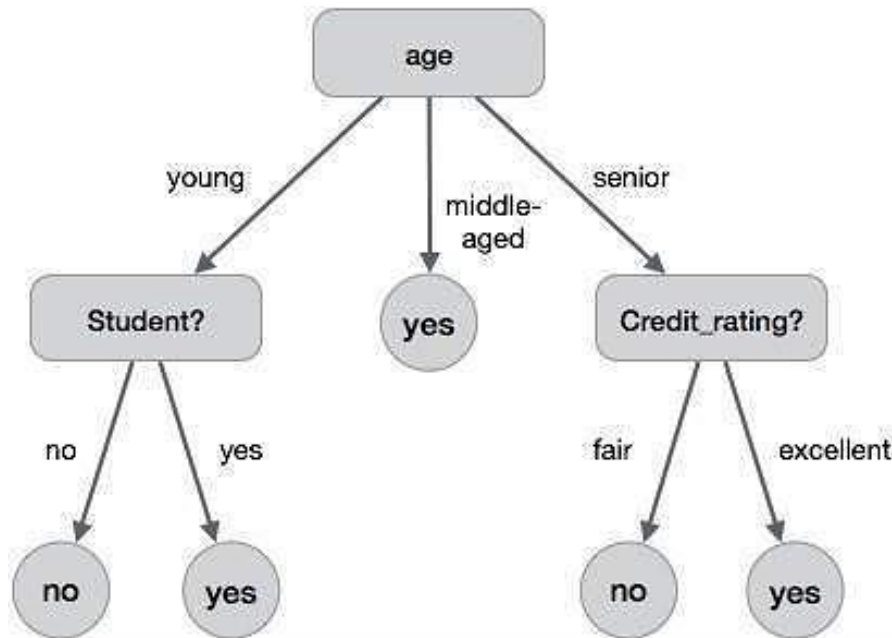 age
young
middle-
aged
senior
Student?
yes
Credit_rating?
no
yes
fair
excellent
no
yes
no
yes